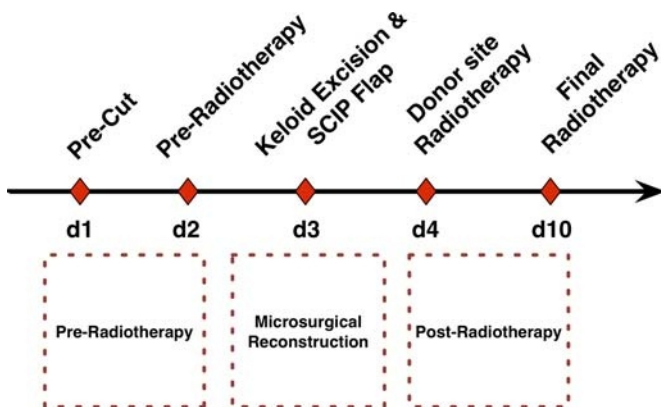 Pre-Cut
Pre-Radiotherapy
Keloid Excision &
SCIP Flap
Donor site
Radiotherapy
Final
Radiotherapy
d1
d2
d3
d4
d10
Pre-Radiotherapy
Microsurgical
Reconstruction
Post-Radiotherapy